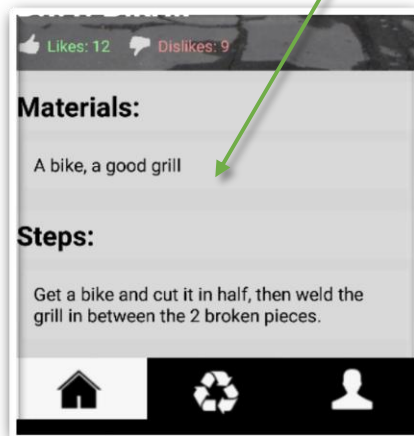 Likes: 12 Dislikes: 9
Materials:
A bike, a good grill
Steps:
Get a bike and cut it in half, then weld the
grill in between the 2 broken pieces.